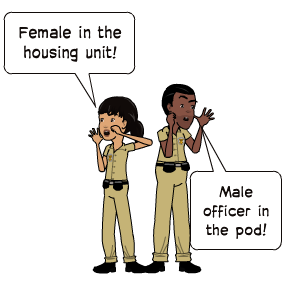 Female in the
housing unit!
Male
officer in
the pod!